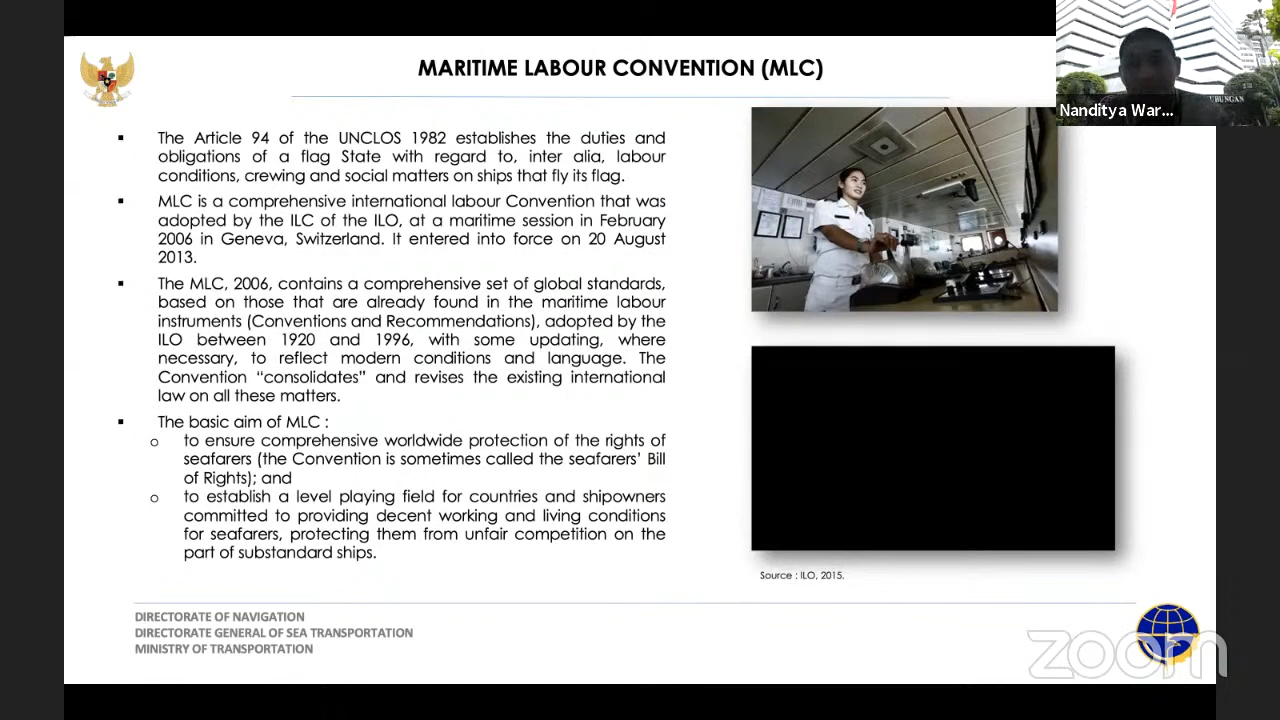 MARITIME LABOUR CONVENTION (MLC)
Nanditya War...
UBUNGAN
▪ The Article 94 of the UNCLOS 1982 establishes the duties and
obligations of a flag State with regard to, inter alia, labour
conditions, crewing and social matters on ships that fly its flag.
▪ MLC is a comprehensive international labour Convention that was
adopted by the ILC of the ILO, at a maritime session in February
2006 in Geneva, Switzerland. It entered into force on 20 August
2013.
▪ The MLC, 2006, contains a comprehensive set of global standards,
based on those that are already found in the maritime labour
instruments (Conventions and Recommendations), adopted by the
ILO between 1920 and 1996, with some updating, where
necessary, to reflect modern conditions and language. The
Convention “consolidates” and revises the existing international
law on all these matters.
▪ The basic aim of MLC :
o to ensure comprehensive worldwide protection of the rights of
seafarers (the Convention is sometimes called the seafarers’ Bill
of Rights); and
o to establish a level playing field for countries and shipowners
committed to providing decent working and living conditions
for seafarers, protecting them from unfair competition on the
part of substandard ships.
Source : ILO, 2015.
DIRECTORATE OF NAVIGATION
DIRECTORATE GENERAL OF SEA TRANSPORTATION
MINISTRY OF TRANSPORTATION
zoom